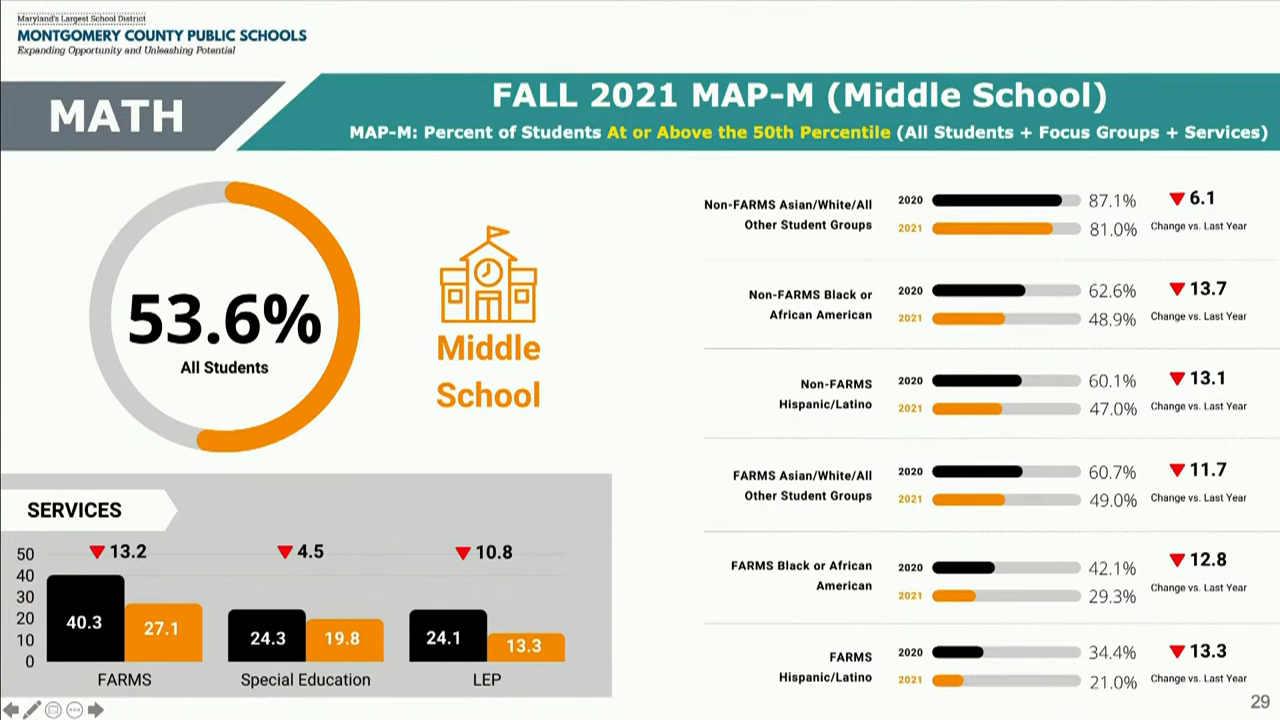 Maryland's Largest School District
MONTGOMERY COUNTY PUBLIC SCHOOLS
Expanding Opportunity and Unleashing Potential
MATH
FALL 2021 MAP-M (Middle School)
MAP-M: Percent of Students At or Above the 50th Percentile (All Students + Focus Groups + Services)
53.6%
All Students
Middle
School
SERVICES
50
40
30
20
10
0
▼ 13.2
▼ 4.5
▼ 10.8
40.3
27.1
24.3
19.8
24.1
13.3
FARMS
Special Education
LEP
Non-FARMS Asian/White/All
Other Student Groups
2020 87.1%
2021 81.0%
▼ 6.1
Change vs. Last Year
Non-FARMS Black or
African American
2020 62.6%
2021 48.9%
▼ 13.7
Change vs. Last Year
Non-FARMS
Hispanic/Latino
2020 60.1%
2021 47.0%
▼ 13.1
Change vs. Last Year
FARMS Asian/White/All
Other Student Groups
2020 60.7%
2021 49.0%
▼ 11.7
Change vs. Last Year
FARMS Black or African
American
2020 42.1%
2021 29.3%
▼ 12.8
Change vs. Last Year
FARMS
Hispanic/Latino
2020 34.4%
2021 21.0%
▼ 13.3
Change vs. Last Year
29